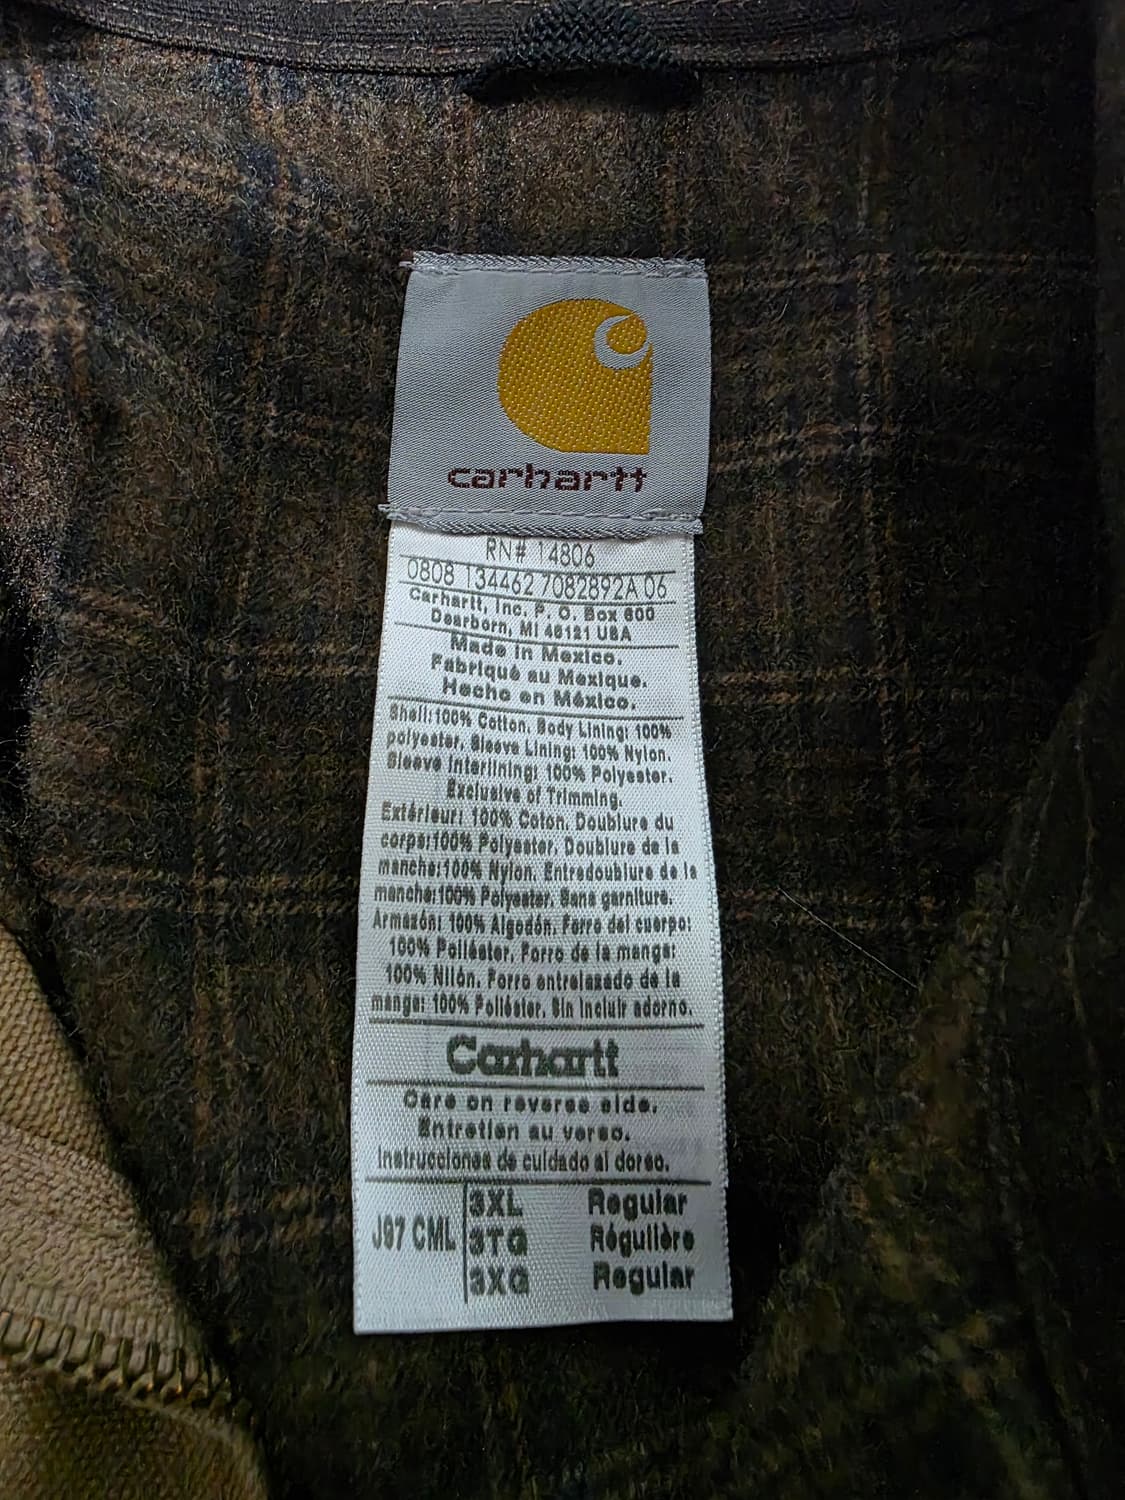 carhartt
RN# 14806
0808 134462 7082892A 06
Carhartt, Inc. P. O. Box 600
Dearborn, MI 48121 USA
Made in Mexico.
Fabriqué au Mexique.
Hecho en México.
Shell:100% Cotton. Body Lining: 100%
polyester. Sleeve Lining: 100% Nylon.
Sleeve Interlining: 100% Polyester.
Exclusive of Trimming.
Extérieur: 100% Coton. Doublure du
corps:100% Polyester. Doublure de la
manche:100% Nylon. Entredoublure de la
manche:100% Polyester. Sans garniture.
Armazón: 100% Algodón. Forro del cuerpo:
100% Poliéster. Forro de la manga:
100% Nilón. Forro entrelazado de la
manga: 100% Poliéster. Sin incluir adorno.
Carhartt
Care on reverse side.
Entretien au verso.
Instrucciones de cuidado al dorso.
J97 CML 3XL Regular
3TG Régulière
3XG Regular